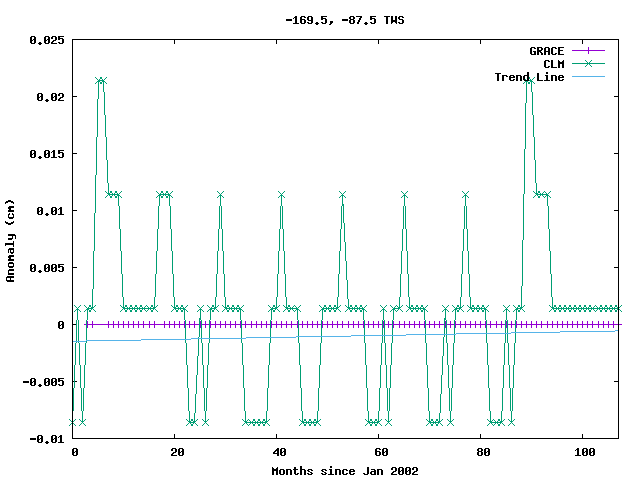 -169.5, -87.5 TWS
0.025
0.02
0.015
0.01
0.005
0
-0.005
-0.01
Anomaly (cm)
GRACE
CLM
Trend Line
0 20 40 60 80 100
Months since Jan 2002